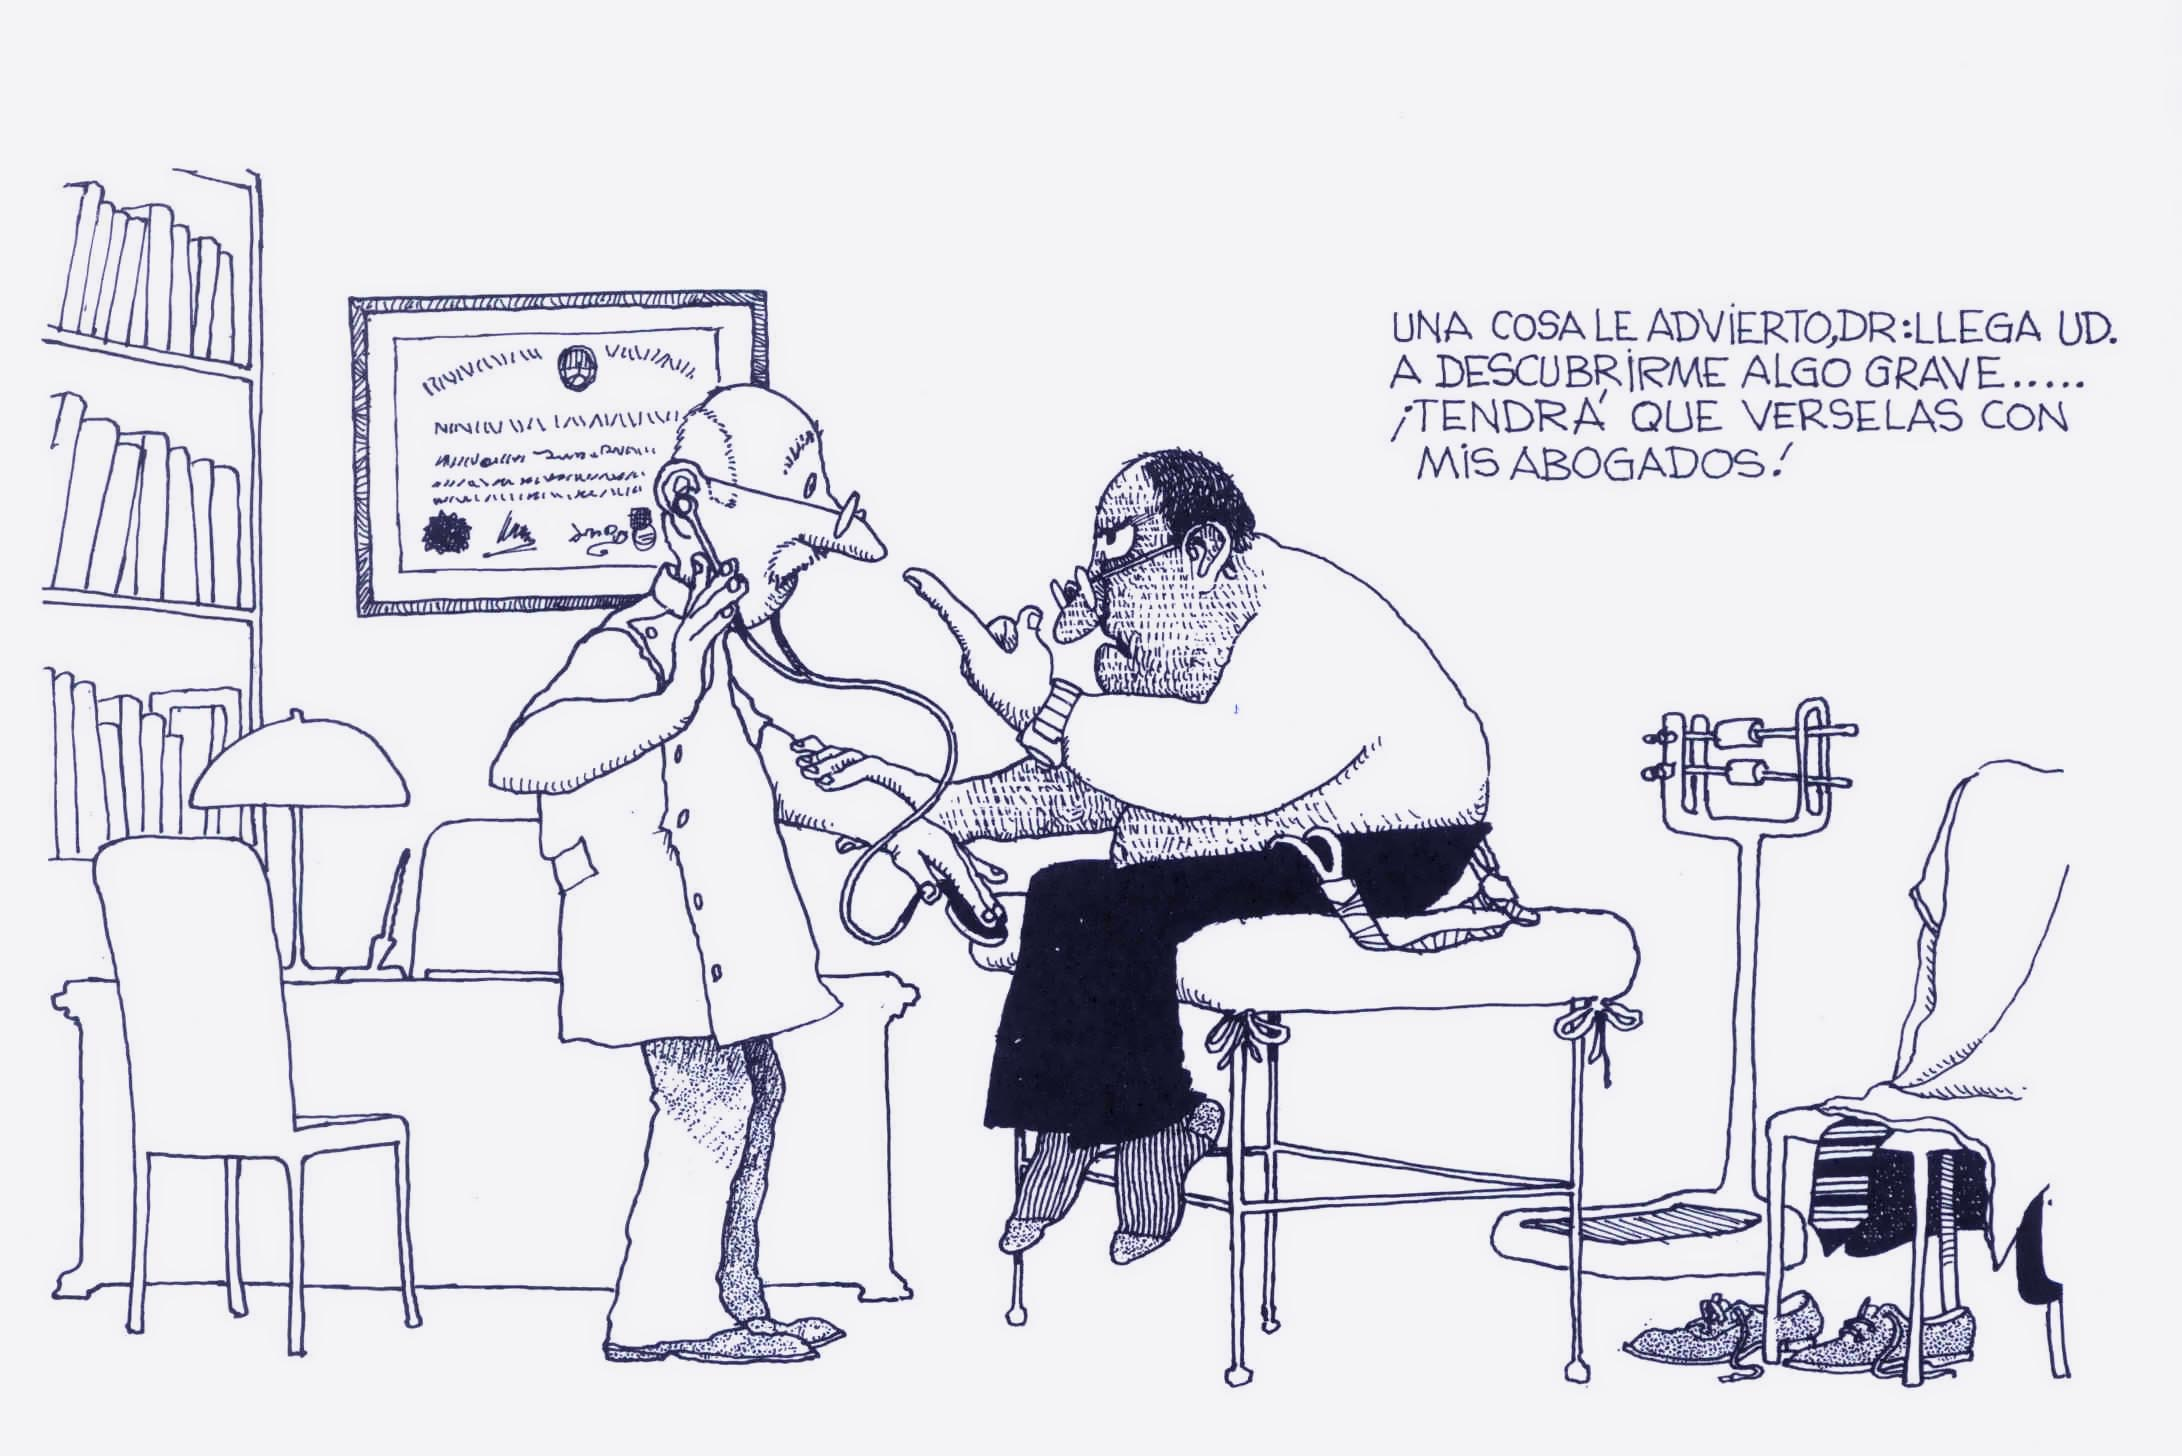 UNA COSA LE ADVIERTO, DR: LLEGA UD.
A DESCUBRIRME ALGO GRAVE.....
¡TENDRÁ QUE VERSELAS CON
MIS ABOGADOS!